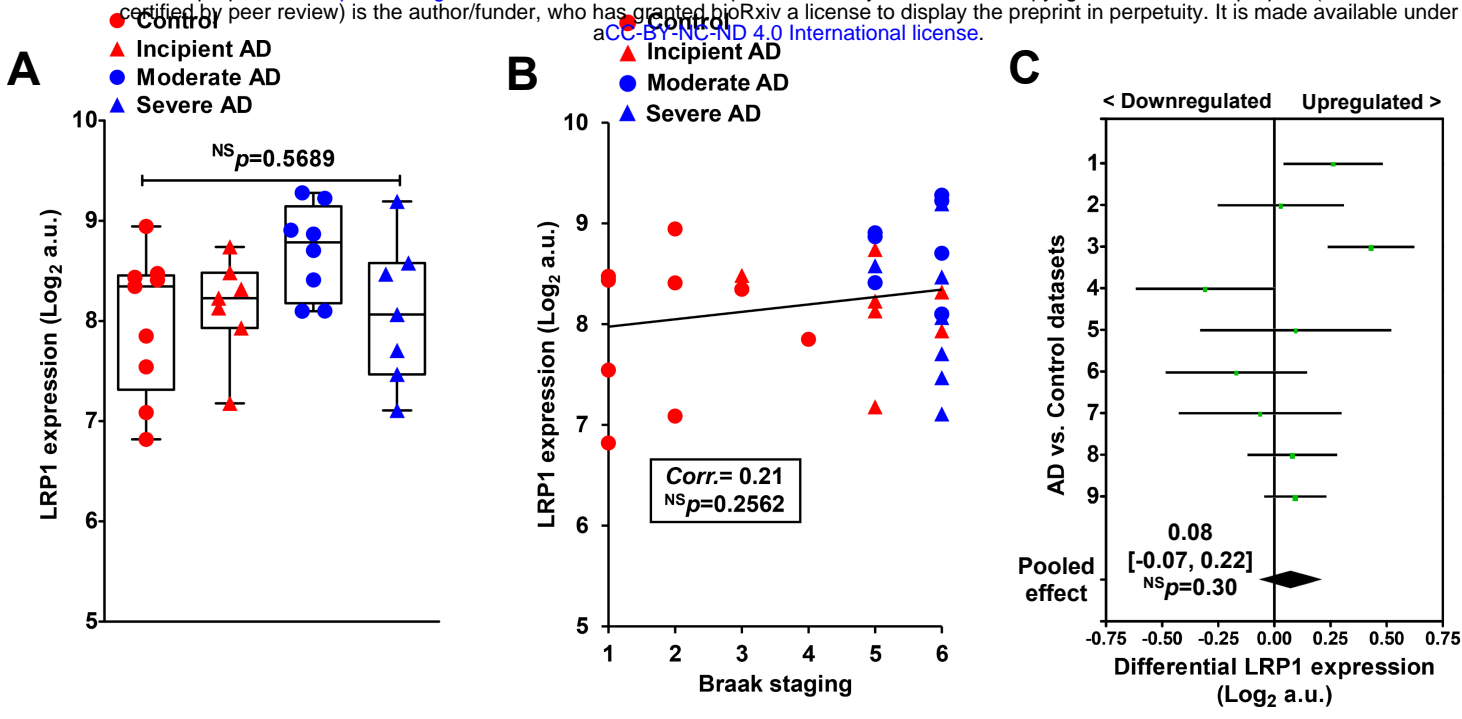 certified by peer review) is the author/funder, who has granted bioRxiv a license to display the preprint in perpetuity. It is made available under
aCC-BY-NC-ND 4.0 International license.
A
Control
Incipient AD
Moderate AD
Severe AD
NSp=0.5689
LRP1 expression (Log2 a.u.)
10
9
8
7
6
5
B
Control
Incipient AD
Moderate AD
Severe AD
LRP1 expression (Log2 a.u.)
10
9
8
7
6
5
Corr.= 0.21
NSp=0.2562
1 2 3 4 5 6
Braak staging
C
< Downregulated Upregulated >
AD vs. Control datasets
1
2
3
4
5
6
7
8
9
Pooled
effect
0.08
[-0.07, 0.22]
NSp=0.30
-0.75 -0.50 -0.25 0.00 0.25 0.50 0.75
Differential LRP1 expression
(Log2 a.u.)